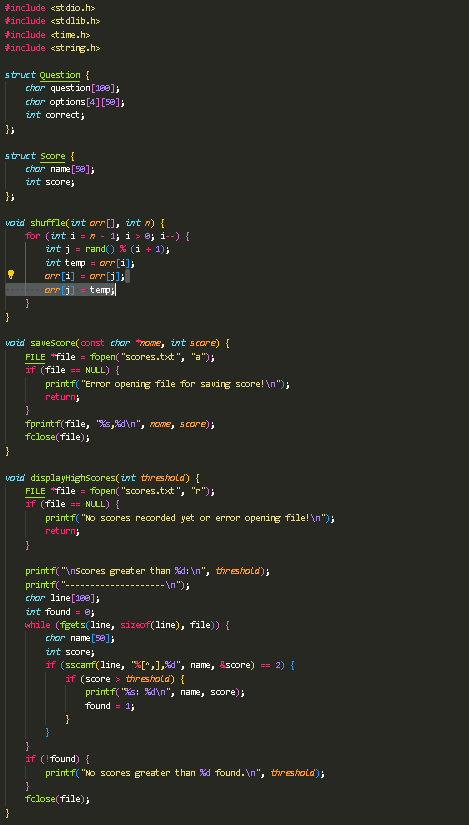 #include <stdio.h>
#include <stdlib.h>
#include <time.h>
#include <string.h>

struct Question {
    char question[100];
    char options[4][50];
    int correct;
};

struct Score {
    char name[50];
    int score;
};

void shuffle(int arr[], int n) {
    for (int i = n - 1; i > 0; i--) {
        int j = rand() % (i + 1);
        int temp = arr[i];
        arr[i] = arr[j];
        arr[j] = temp;
    }
}

void saveScore(const char *name, int score) {
    FILE *file = fopen("scores.txt", "a");
    if (file == NULL) {
        printf("Error opening file for saving score!\n");
        return;
    }
    fprintf(file, "%s,%d\n", name, score);
    fclose(file);
}

void displayHighScores(int threshold) {
    FILE *file = fopen("scores.txt", "r");
    if (file == NULL) {
        printf("No scores recorded yet or error opening file!\n");
        return;
    }

    printf("\nScores greater than %d:\n", threshold);
    printf("--------------------\n");
    char line[100];
    int found = 0;
    while (fgets(line, sizeof(line), file)) {
        char name[50];
        int score;
        if (sscanf(line, "%[^,],%d", name, &score) == 2) {
            if (score > threshold) {
                printf("%s: %d\n", name, score);
                found = 1;
            }
        }
    }
    if (!found) {
        printf("No scores greater than %d found.\n", threshold);
    }
    fclose(file);
}